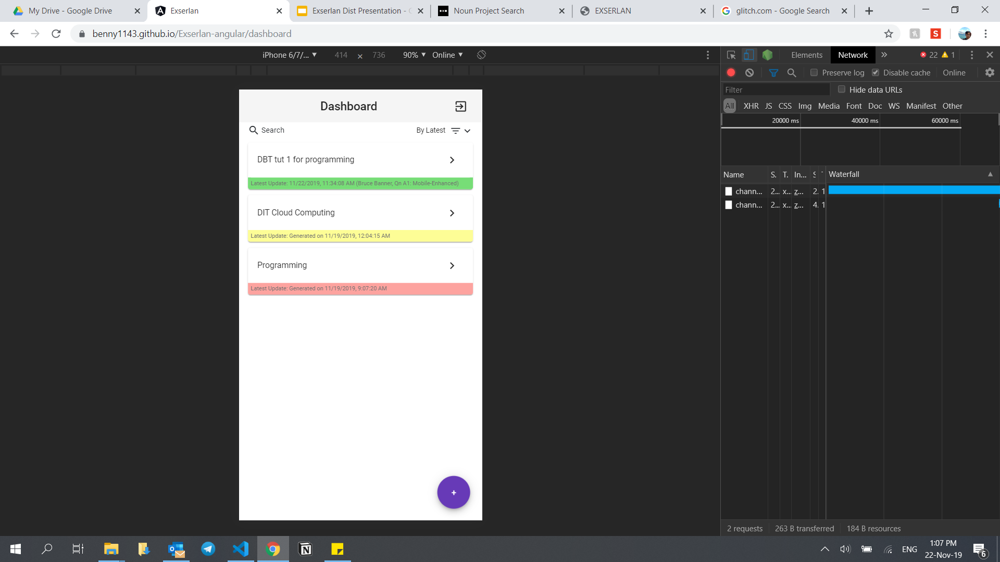 My Drive - Google Drive
Exserlan
Exserlan Dist Presentation -
Noun Project Search
EXSERLAN
glitch.com - Google Search
benny1143.github.io/Exserlan-angular/dashboard
iPhone 6/7/... 414 × 736 90% Online
Elements Network 22 1
Preserve log Disable cache Online
Filter Hide data URLs
All XHR JS CSS Img Media Font Doc WS Manifest Other
20000 ms 40000 ms 60000 ms
Name S. T. In... Waterfall
chann... 2... x... z... 2. 1
chann... 2... x... z... 4. 1
2 requests 263 B transferred 184 B resources
Dashboard
Search By Latest
DBT tut 1 for programming
Latest Update: 11/22/2019, 11:34:08 AM (Bruce Banner, Qn A1: Mobile-Enhanced)
DIT Cloud Computing
Latest Update: Generated on 11/19/2019, 12:04:15 AM
Programming
Latest Update: Generated on 11/19/2019, 9:07:20 AM
+
ENG
1:07 PM
22-Nov-19
6